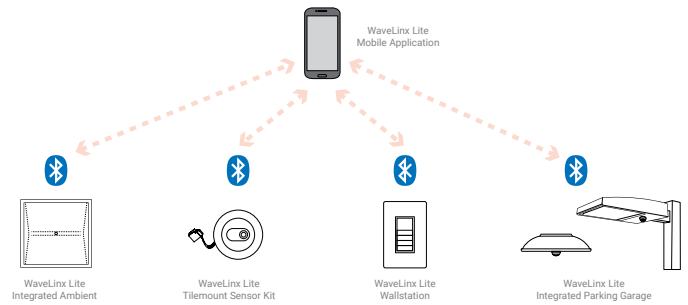 WaveLinx Lite
Mobile Application
WaveLinx Lite
Integrated Ambient
WaveLinx Lite
Tilemount Sensor Kit
WaveLinx Lite
Wallstation
WaveLinx Lite
Integrated Parking Garage